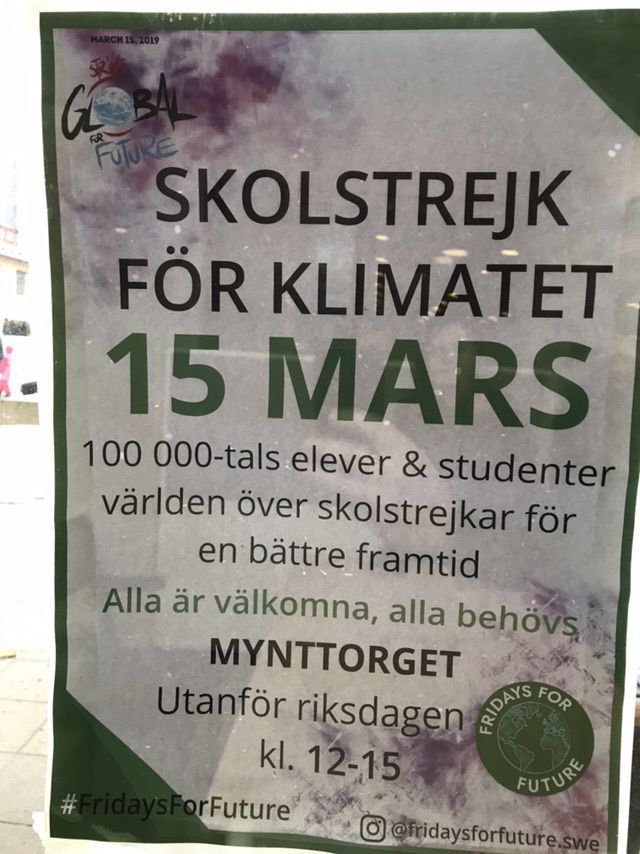 MARCH 15, 2019
STRIKE
GLOBAL
FOR
FUTURE
SKOLSTREJK
FÖR KLIMATET
15 MARS
100 000-tals elever & studenter
världen över skolstrejkar för
en bättre framtid
Alla är välkomna, alla behövs
MYNTTORGET
Utanför riksdagen
kl. 12-15
FRIDAYS FOR
FUTURE
#FridaysForFuture
@fridaysforfuture.swe